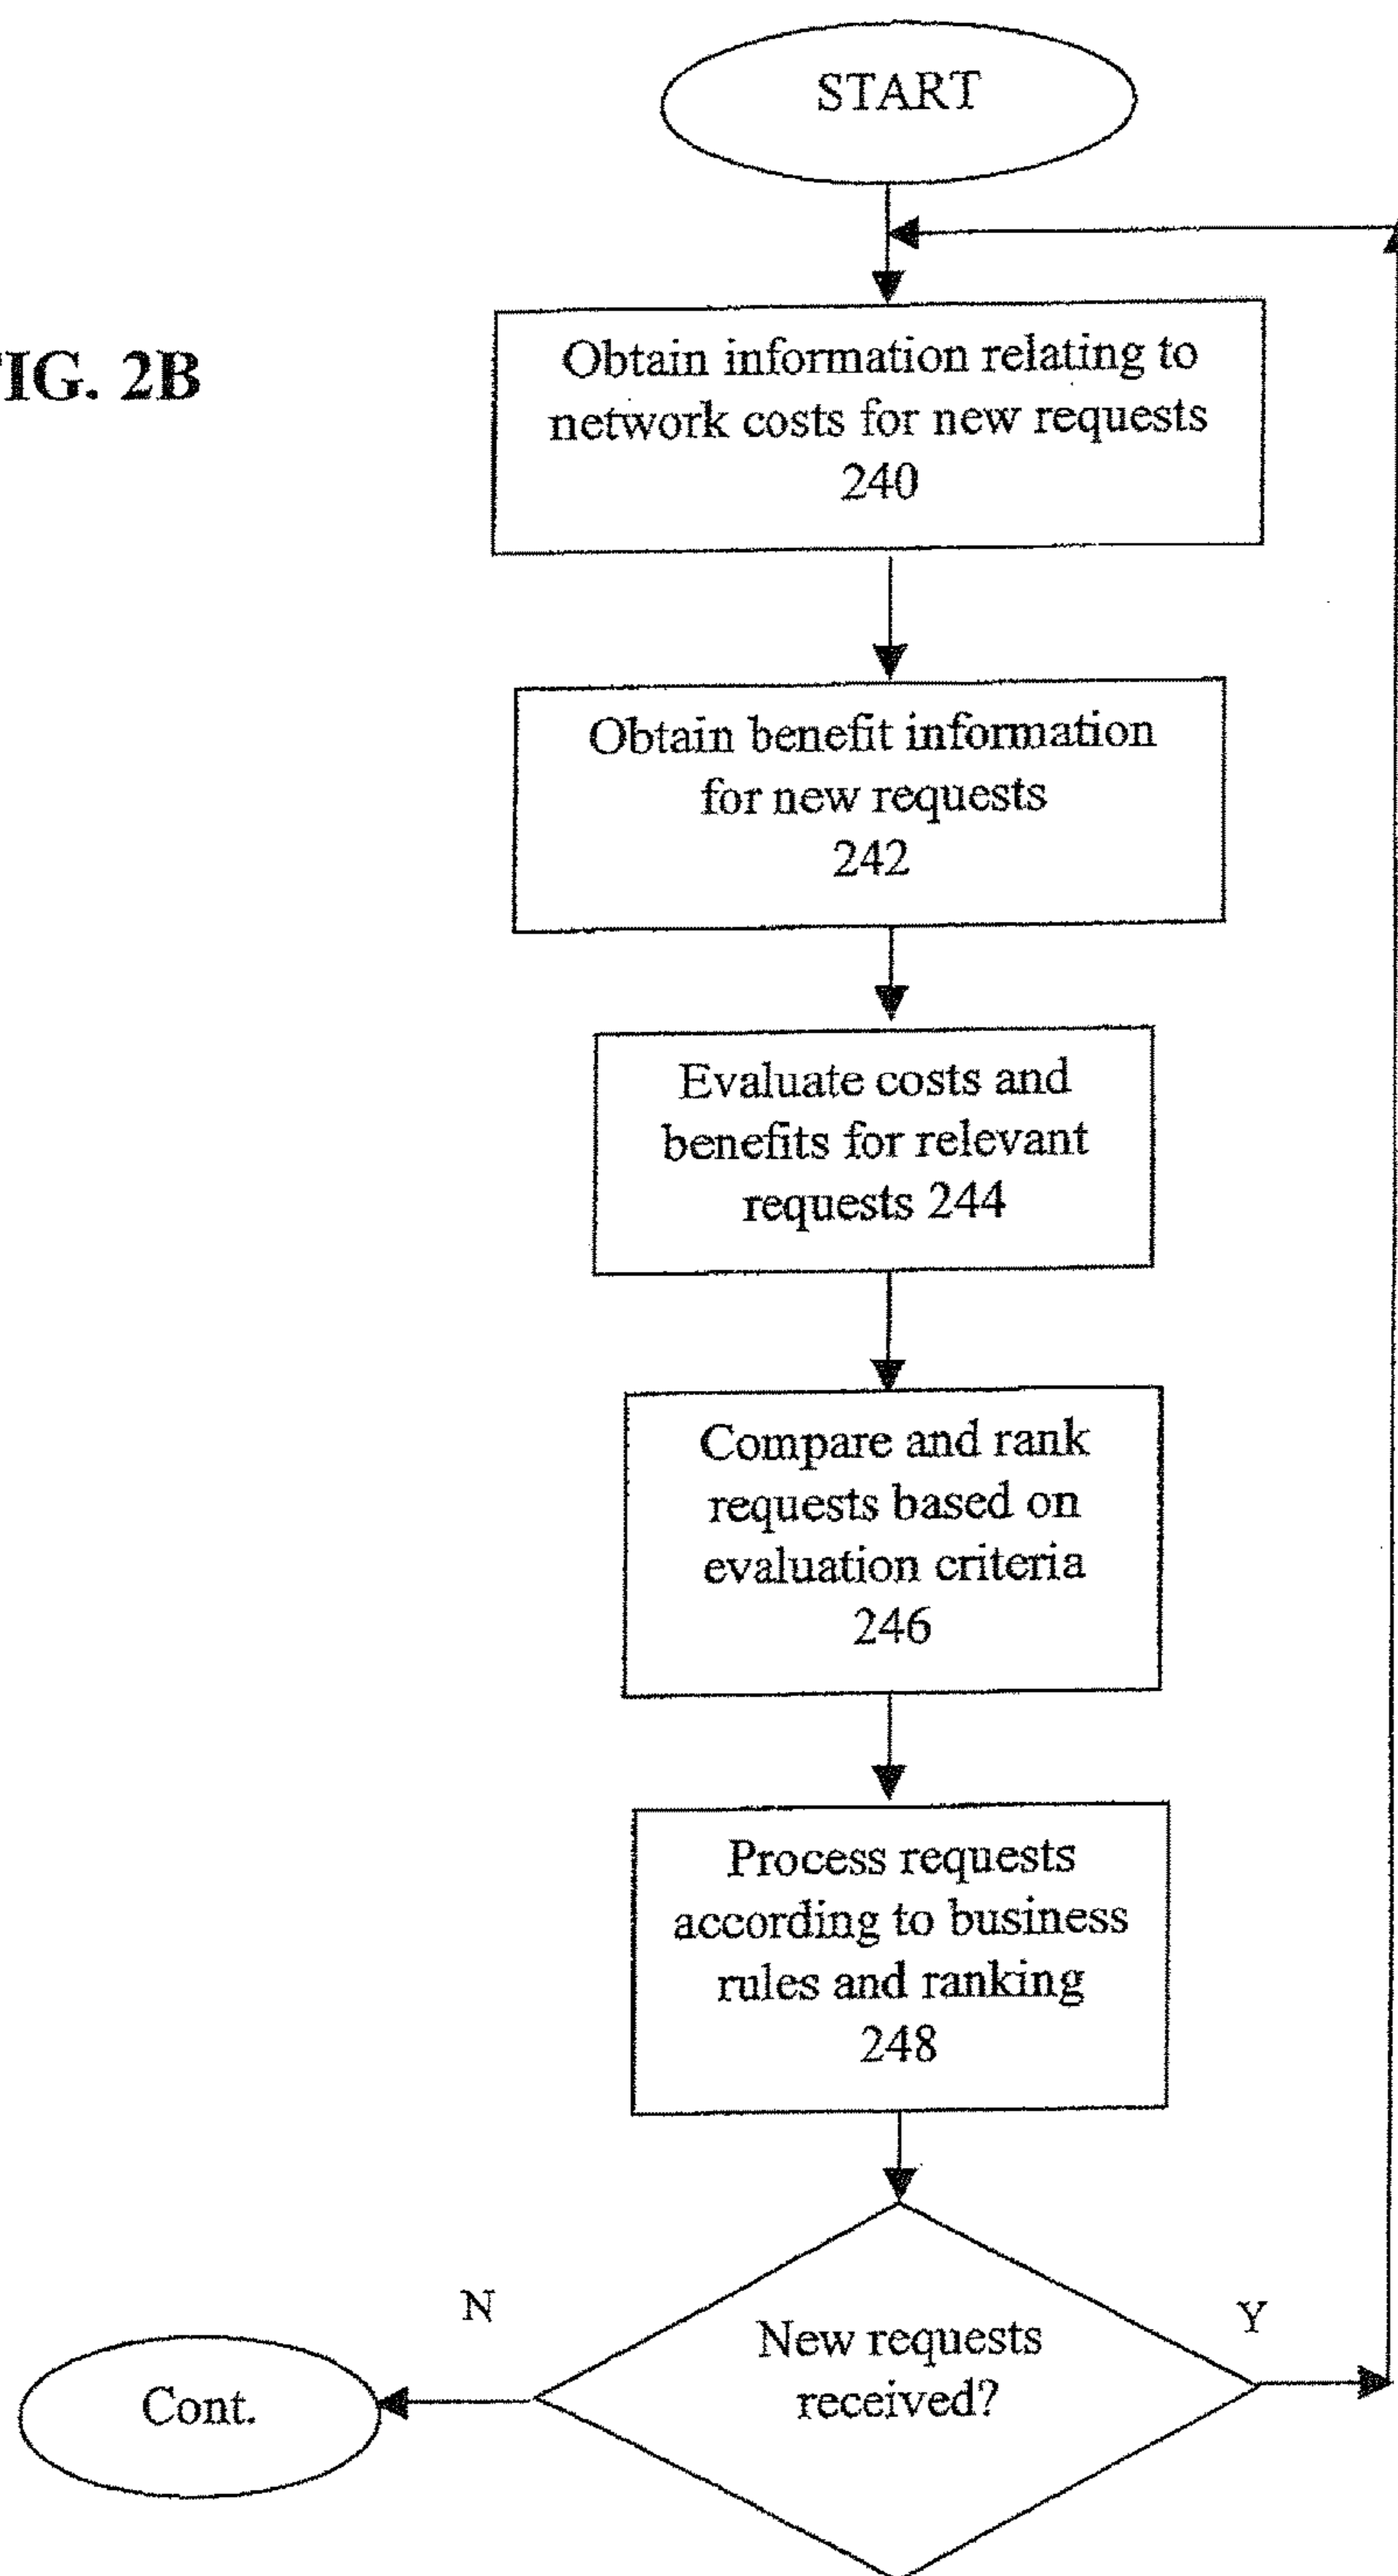 START
FIG. 2B
Obtain information relating to
network costs for new requests
240
Obtain benefit information
for new requests
242
Evaluate costs and
benefits for relevant
requests 244
Compare and rank
requests based on
evaluation criteria
246
Process requests
according to business
rules and ranking
248
N
Y
New requests
received?
Cont.